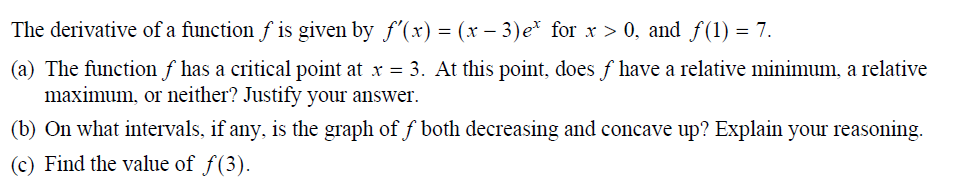 The derivative of a function f is given by f′(x) = (x − 3)eˣ for x > 0, and f(1) = 7.
(a) The function f has a critical point at x = 3. At this point, does f have a relative minimum, a relative
maximum, or neither? Justify your answer.
(b) On what intervals, if any, is the graph of f both decreasing and concave up? Explain your reasoning.
(c) Find the value of f(3).